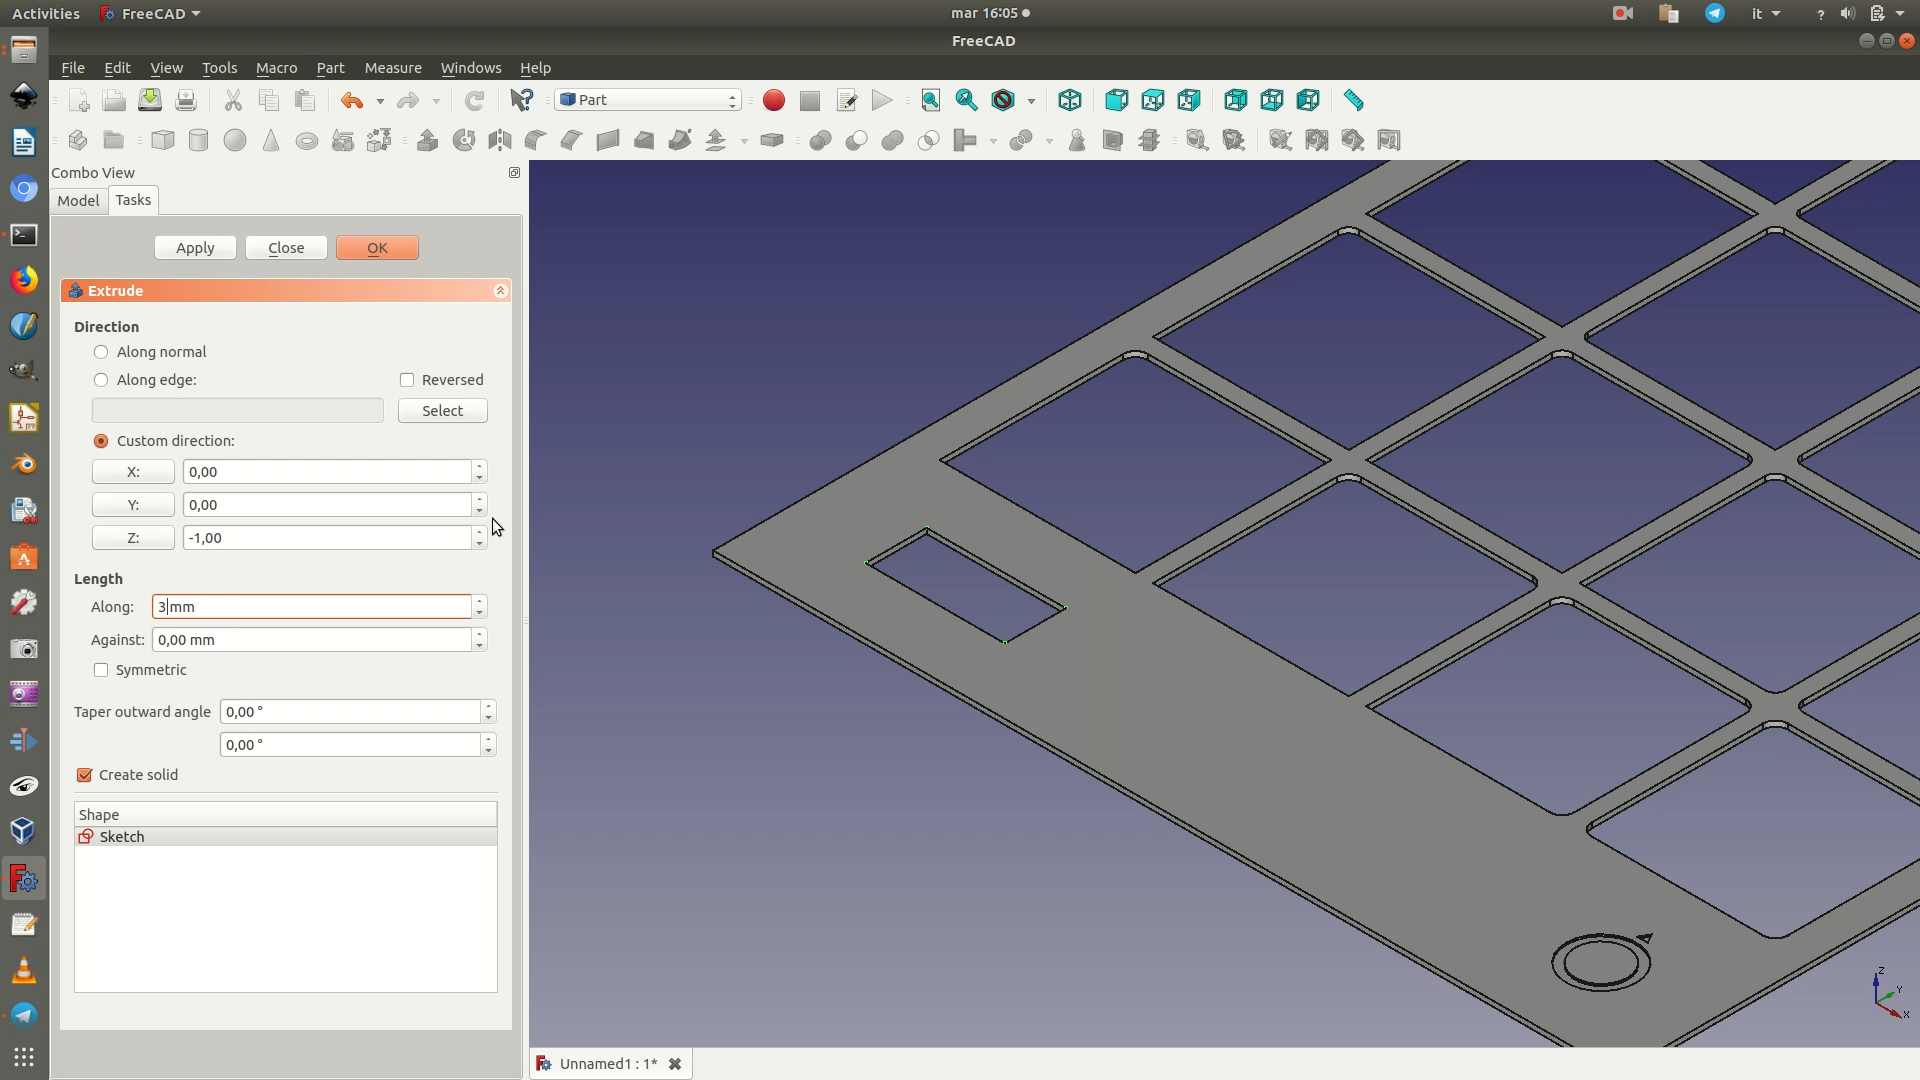 Activities FreeCAD mar 16:05 it ?
FreeCAD
File Edit View Tools Macro Part Measure Windows Help
Part
Combo View
Model Tasks
Apply Close OK
Extrude
Direction
Along normal
Along edge: Reversed
Select
Custom direction:
X: 0,00
Y: 0,00
Z: -1,00
Length
Along: 3 mm
Against: 0,00 mm
Symmetric
Taper outward angle 0,00 °
0,00 °
Create solid
Shape
Sketch
Z
Y
X
Unnamed1 : 1*